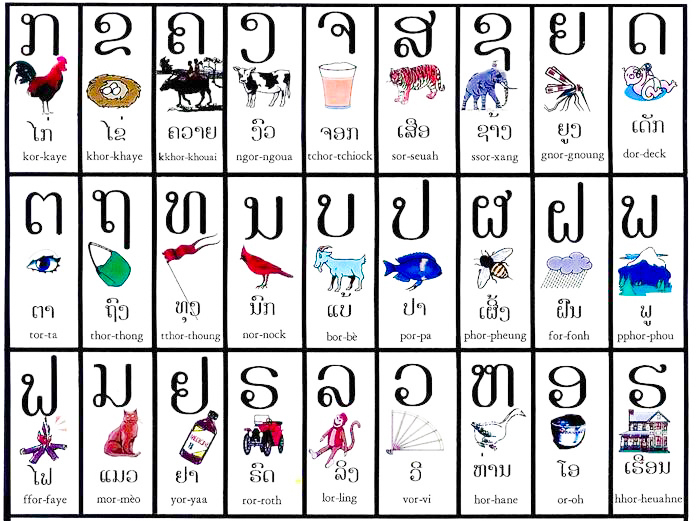 ກ ຂ ຄ ງ ຈ ສ ຊ ຍ ດ
ໄກ່ ໄຂ່ ຄວາຍ ງົວ ຈອກ ເສືອ ຊ້າງ ຍູງ ເດັກ
kor-kaye khor-khaye kkhor-khouai ngor-ngoua tchor-tchiock sor-seuah ssor-xang gnor-gnoung dor-deck
ຕ ຖ ທ ນ ບ ປ ຜ ຝ ພ
ຕາ ຖົງ ທຸງ ນົກ ແບ້ ປາ ເຜີ້ງ ຝົນ ພູ
tor-ta thor-thong tthor-thoung nor-nock bor-bè por-pa phor-pheung for-fonh pphor-phou
ຟ ມ ຢ ຣ ລ ວ ຫ ອ ຮ
ໄຟ ແມວ ຢາ ຣົດ ລີງ ວີ ຫ່ານ ໂອ ເຮືອນ
ffor-faye mor-mèo yor-yaa ror-roth lor-ling vor-vi hor-hane or-oh hhor-heuahne